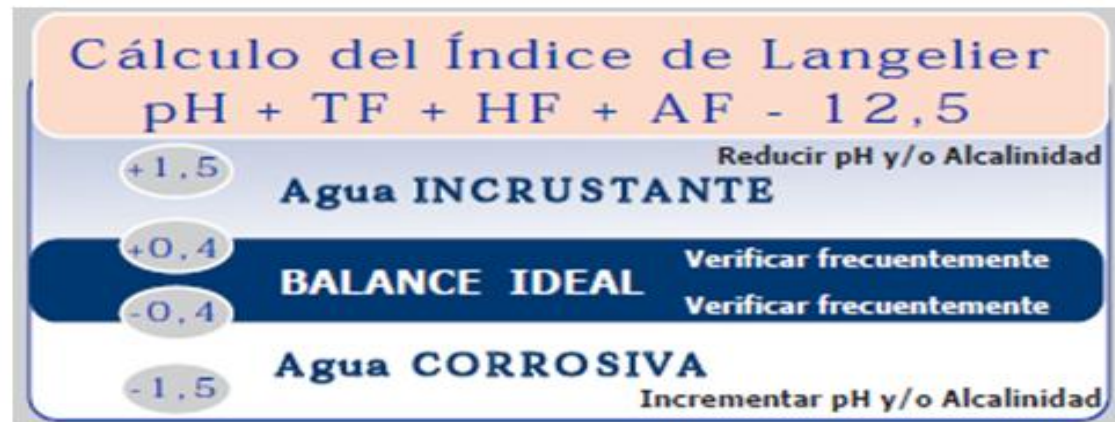 Cálculo del Índice de Langelier
pH + TF + HF + AF - 12,5
+1,5
Reducir pH y/o Alcalinidad
Agua INCRUSTANTE
+0,4
Verificar frecuentemente
BALANCE IDEAL
-0,4
Verificar frecuentemente
Agua CORROSIVA
-1,5
Incrementar pH y/o Alcalinidad